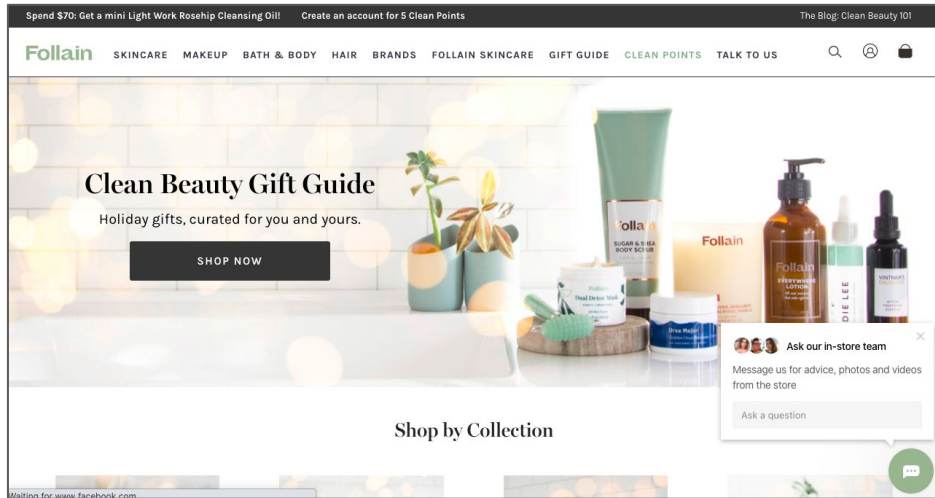 Spend $70: Get a mini Light Work Rosehip Cleansing Oil! Create an account for 5 Clean Points The Blog: Clean Beauty 101
Follain SKINCARE MAKEUP BATH & BODY HAIR BRANDS FOLLAIN SKINCARE GIFT GUIDE CLEAN POINTS TALK TO US
Clean Beauty Gift Guide
Holiday gifts, curated for you and yours.
SHOP NOW
Follain
SUGAR & SHEA
BODY SCRUB
Follain
Follain
EVERYWHERE
LOTION
DIE LEE
Follain
Dual Detox Mask
Ursa Major
Ask our in-store team
Message us for advice, photos and videos
from the store
Ask a question
Shop by Collection
Waiting for www.facebook.com